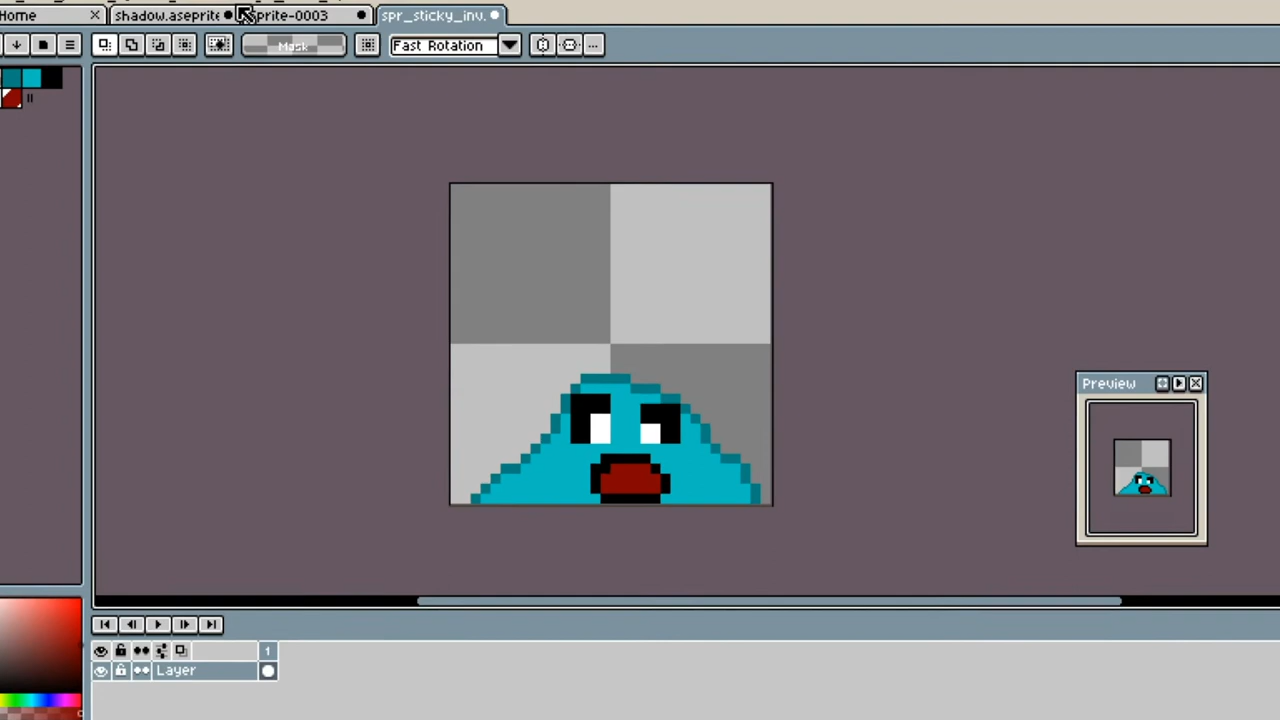 Home shadow.aseprite prite-0003 spr_sticky_inv.
Mask Fast Rotation ...
Preview
1
Layer